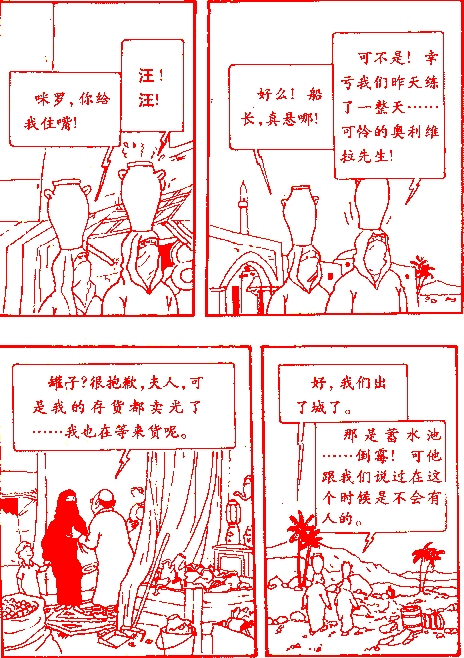 咪罗,你给
我住嘴!
汪!
汪!
好么! 船
长,真悬哪!
可不是! 幸
亏我们昨天练
了一整天……
可怜的奥利维
拉先生!
罐子?很抱歉,夫人,可
是我的存货都卖光了
……我也在等来货呢。
好,我们出
了城了。
那是蓄水池
……倒霉! 可他
跟我们说过在这
个时候是不会有
人的。